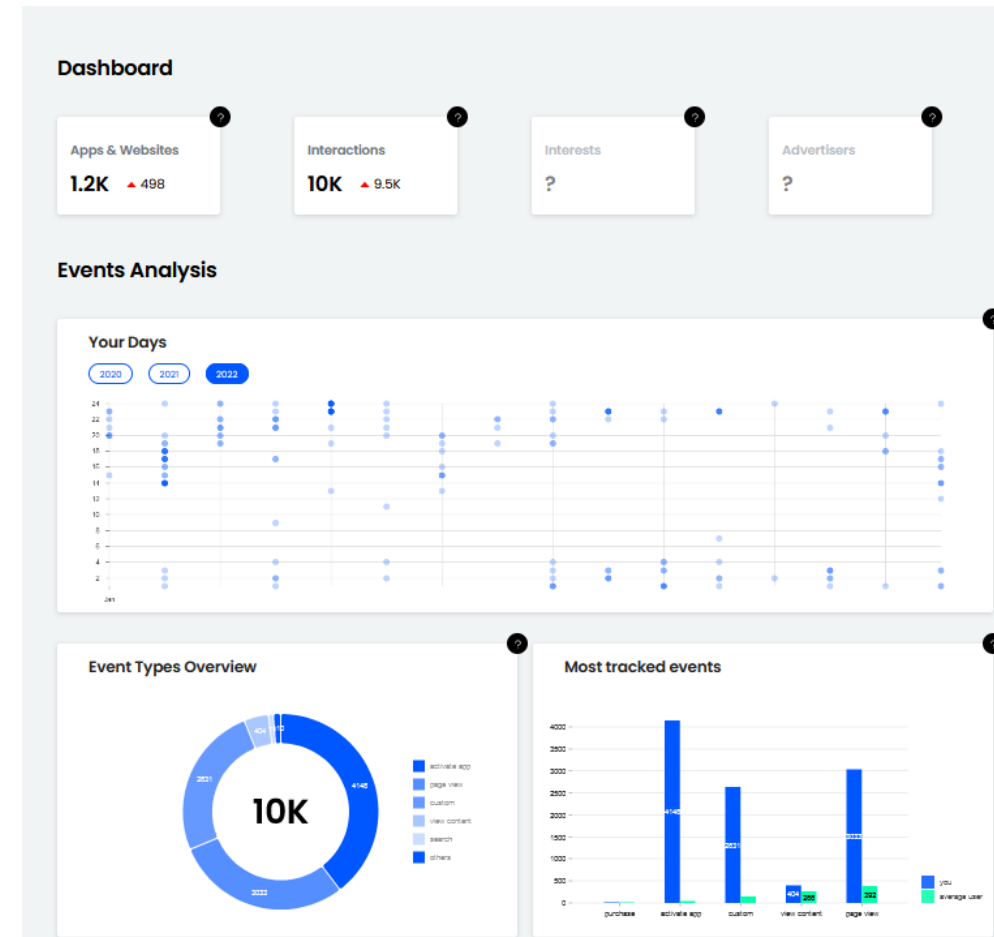 Dashboard
?
?
?
?
Apps & Websites
Interactions
Interests
Advertisers
1.2K 498
10K 9.5K
?
?
Events Analysis
?
Your Days
2020 2021 2022
24
22
20
18
16
14
12
10
8
6
4
2
Jan
?
?
Event Types Overview
Most tracked events
10K
404
2631
4148
3033
activate app
page view
custom
view content
search
others
4000
3500
3000
2500
2000
1500
1000
500
0
4148
2631
404
266
3033
392
purchase activate app custom view content page view
you
average user